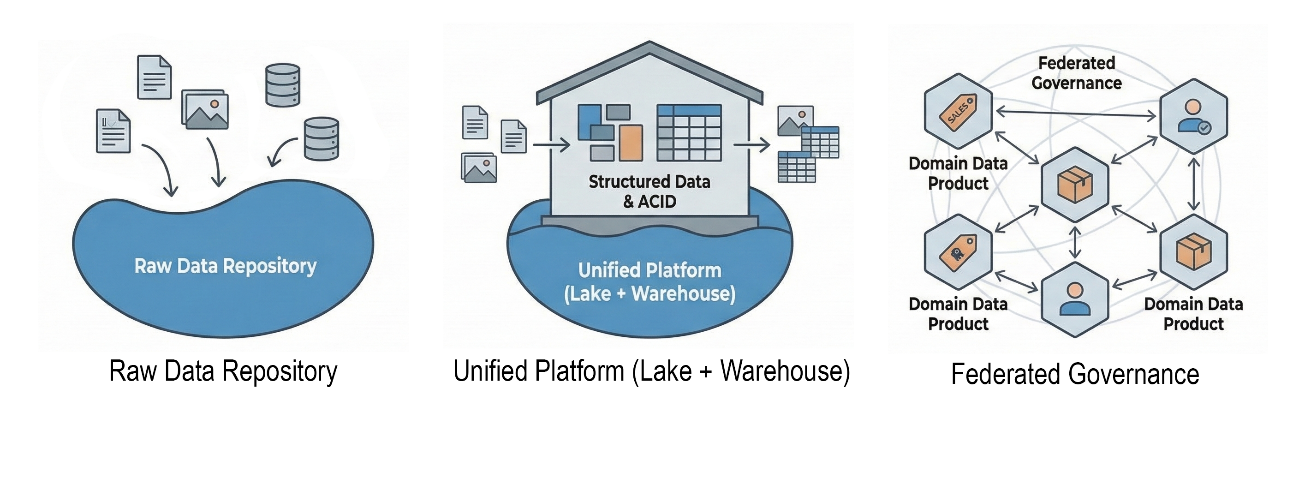 Raw Data Repository
Raw Data Repository
Structured Data
& ACID
Unified Platform
(Lake + Warehouse)
Unified Platform (Lake + Warehouse)
Federated
Governance
SALES
Domain Data
Product
Domain Data
Product
Domain Data
Product
Federated Governance